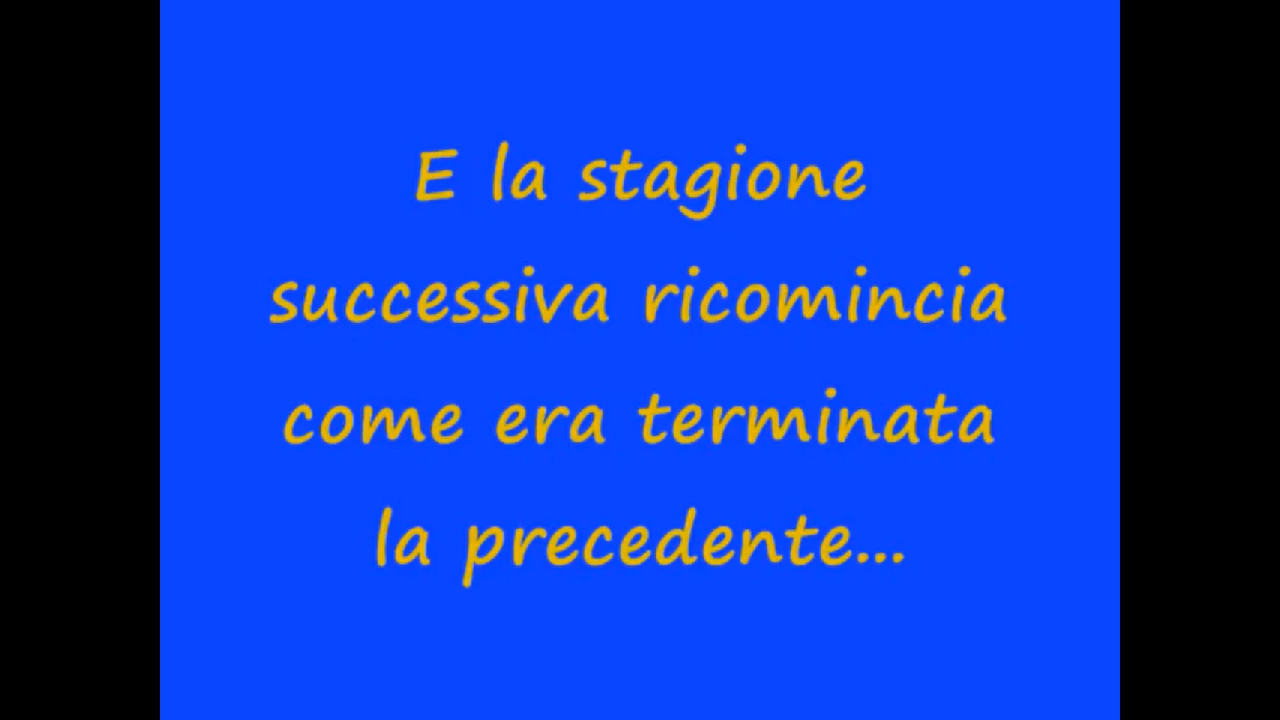 E la stagione
successiva ricomincia
come era terminata
la precedente...